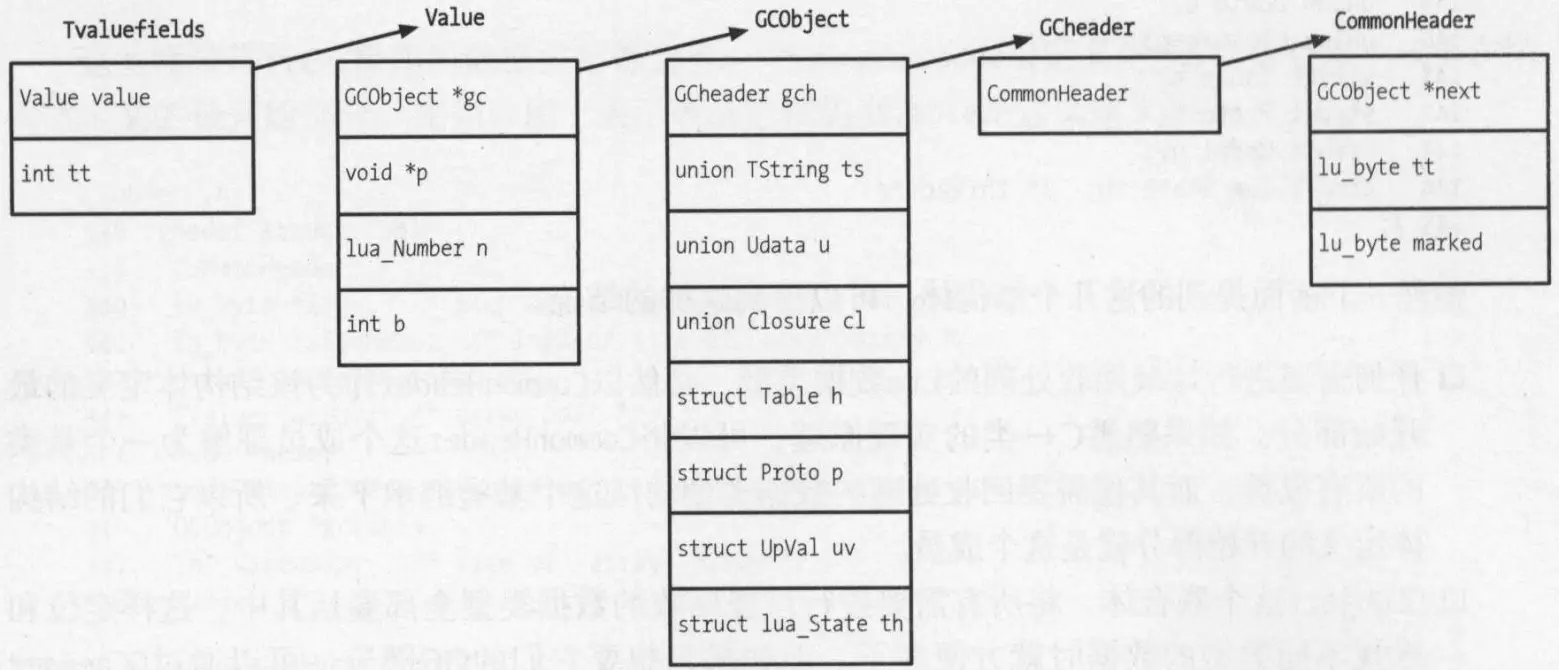 Tvaluefields
Value value
int tt
Value
GCObject *gc
void *p
lua_Number n
int b
GCObject
GCheader gch
union TString ts
union Udata u
union Closure cl
struct Table h
struct Proto p
struct UpVal uv
struct lua_State th
GCheader
CommonHeader
CommonHeader
GCObject *next
lu_byte tt
lu_byte marked